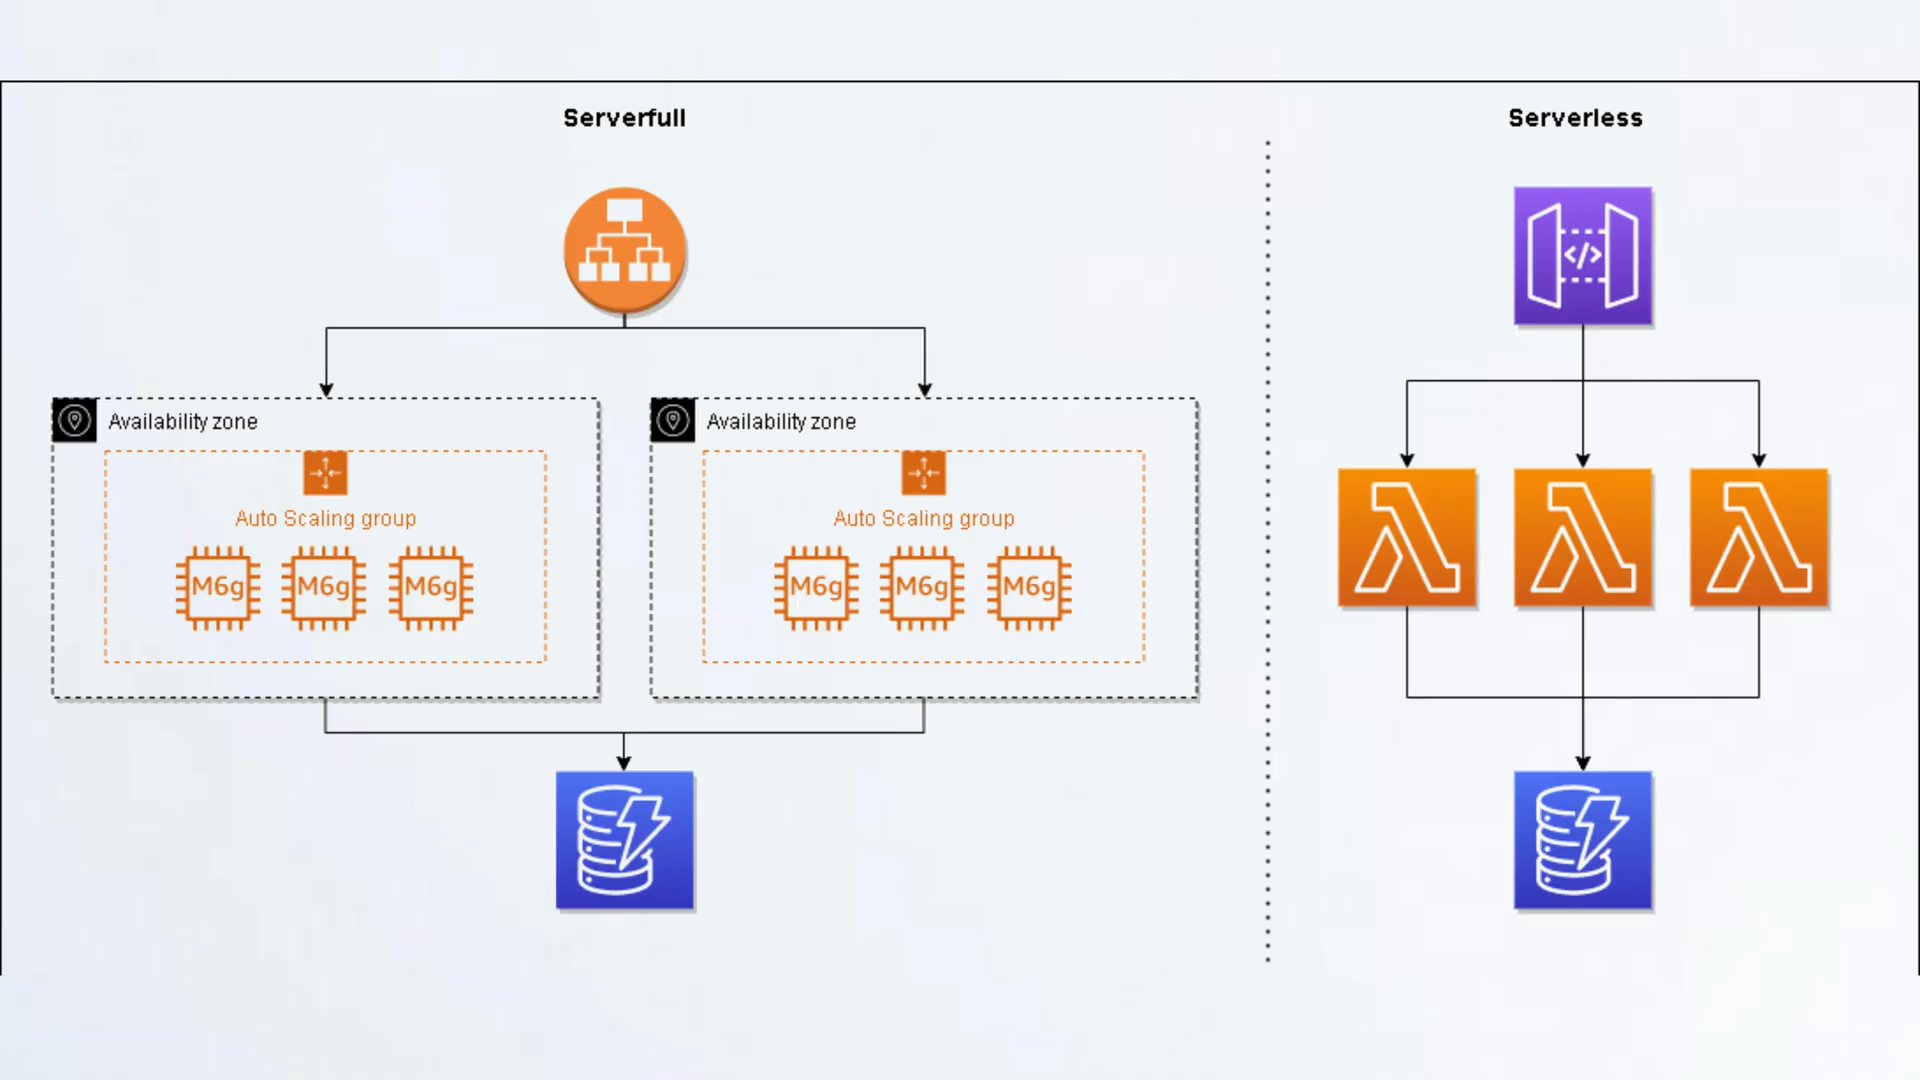 Serverfull
Serverless
</>
Availability zone
Availability zone
Auto Scaling group
Auto Scaling group
M6g M6g M6g
M6g M6g M6g